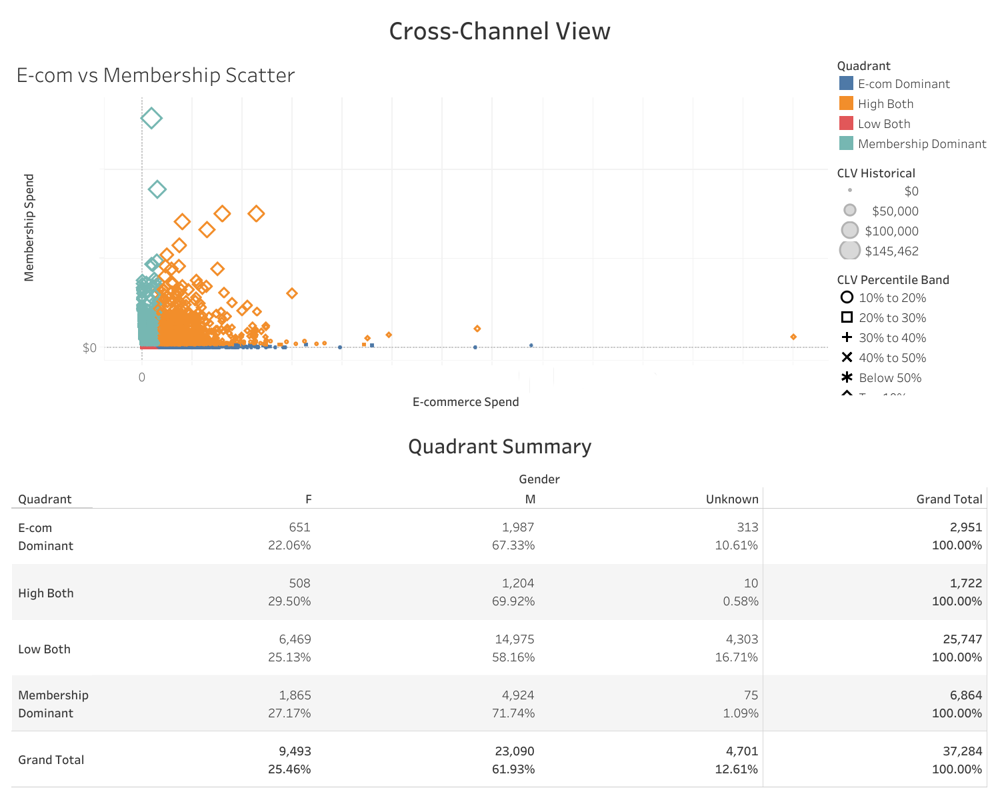 Cross-Channel View
E-com vs Membership Scatter
Membership Spend
$0
0
E-commerce Spend
Quadrant
E-com Dominant
High Both
Low Both
Membership Dominant
CLV Historical
$0
$50,000
$100,000
$145,462
CLV Percentile Band
10% to 20%
20% to 30%
30% to 40%
40% to 50%
Below 50%
Quadrant Summary
Gender
Quadrant F M Unknown Grand Total
E-com 651 1,987 313 2,951
Dominant 22.06% 67.33% 10.61% 100.00%
High Both
508 1,204 10 1,722
29.50% 69.92% 0.58% 100.00%
Low Both
6,469 14,975 4,303 25,747
25.13% 58.16% 16.71% 100.00%
Membership 1,865 4,924 75 6,864
Dominant 27.17% 71.74% 1.09% 100.00%
Grand Total
9,493 23,090 4,701 37,284
25.46% 61.93% 12.61% 100.00%